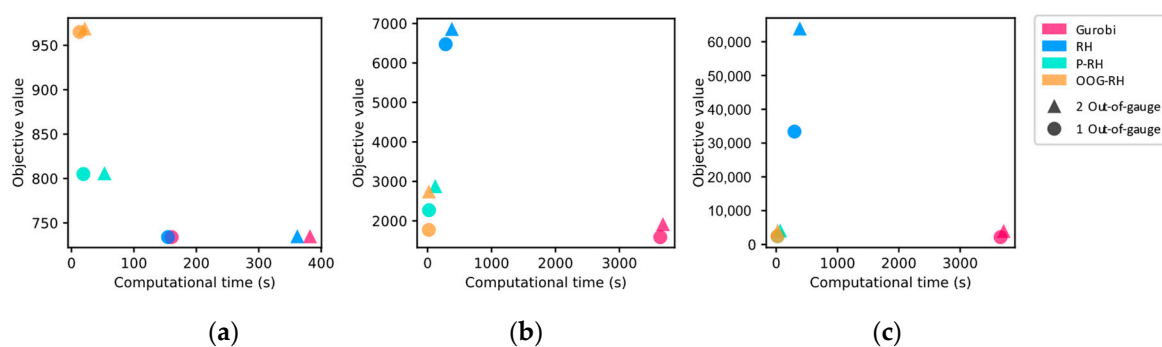 950
900
850
800
750
0
100
200
300
400
Objective value
Computational time (s)
(a)
7000
6000
5000
4000
3000
2000
0
1000
2000
3000
Objective value
Computational time (s)
(b)
60,000
50,000
40,000
30,000
20,000
10,000
0
0
1000
2000
3000
Objective value
Computational time (s)
(c)
Gurobi
RH
P-RH
OOG-RH
2 Out-of-gauge
1 Out-of-gauge